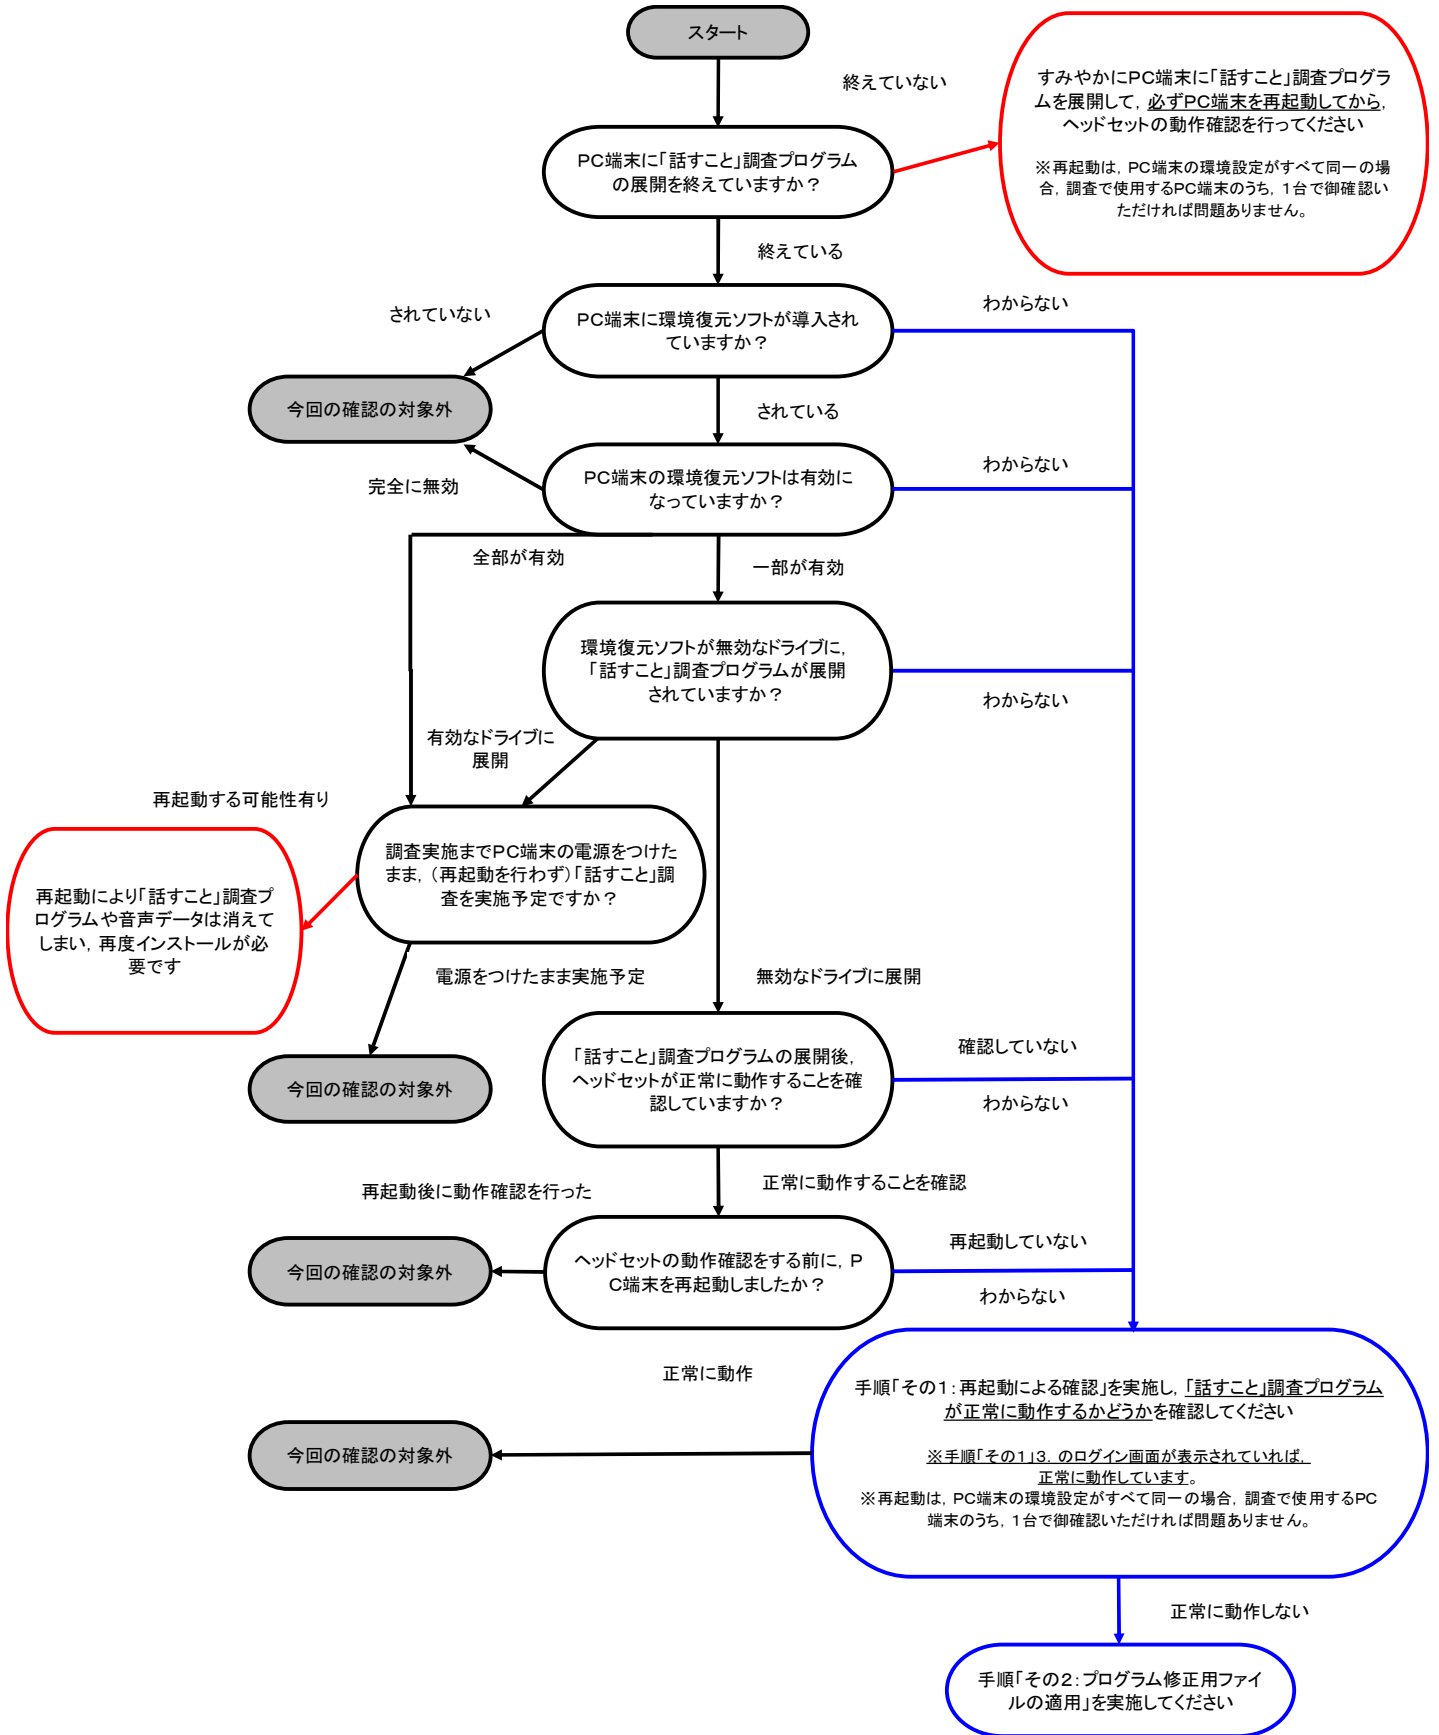 スタート
終えていない
すみやかにPC端末に「話すこと」調査プログラ
ムを展開して，必ずPC端末を再起動してから，
ヘッドセットの動作確認を行ってください
※再起動は，PC端末の環境設定がすべて同一の場
合，調査で使用するPC端末のうち，１台で御確認い
ただければ問題ありません。
PC端末に「話すこと」調査プログラム
の展開を終えていますか？
終えている
PC端末に環境復元ソフトが導入され
ていますか？
されていない
わからない
今回の確認の対象外
されている
PC端末の環境復元ソフトは有効に
なっていますか？
わからない
完全に無効
全部が有効
一部が有効
環境復元ソフトが無効なドライブに，
「話すこと」調査プログラムが展開
されていますか？
わからない
有効なドライブに
展開
再起動する可能性有り
調査実施までPC端末の電源をつけた
まま，（再起動を行わず）「話すこと」調
査を実施予定ですか？
再起動により「話すこと」調査プ
ログラムや音声データは消えて
しまい，再度インストールが必
要です
電源をつけたまま実施予定
無効なドライブに展開
今回の確認の対象外
「話すこと」調査プログラムの展開後，
ヘッドセットが正常に動作することを確
認していますか？
確認していない
わからない
正常に動作することを確認
再起動後に動作確認を行った
今回の確認の対象外
ヘッドセットの動作確認をする前に，P
C端末を再起動しましたか？
再起動していない
わからない
正常に動作
今回の確認の対象外
手順「その１：再起動による確認」を実施し，「話すこと」調査プログラム
が正常に動作するかどうかを確認してください
※手順「その１」３．のログイン画面が表示されていれば，
正常に動作しています。
※再起動は，PC端末の環境設定がすべて同一の場合，調査で使用するPC
端末のうち，１台で御確認いただければ問題ありません。
正常に動作しない
手順「その２：プログラム修正用ファイ
ルの適用」を実施してください